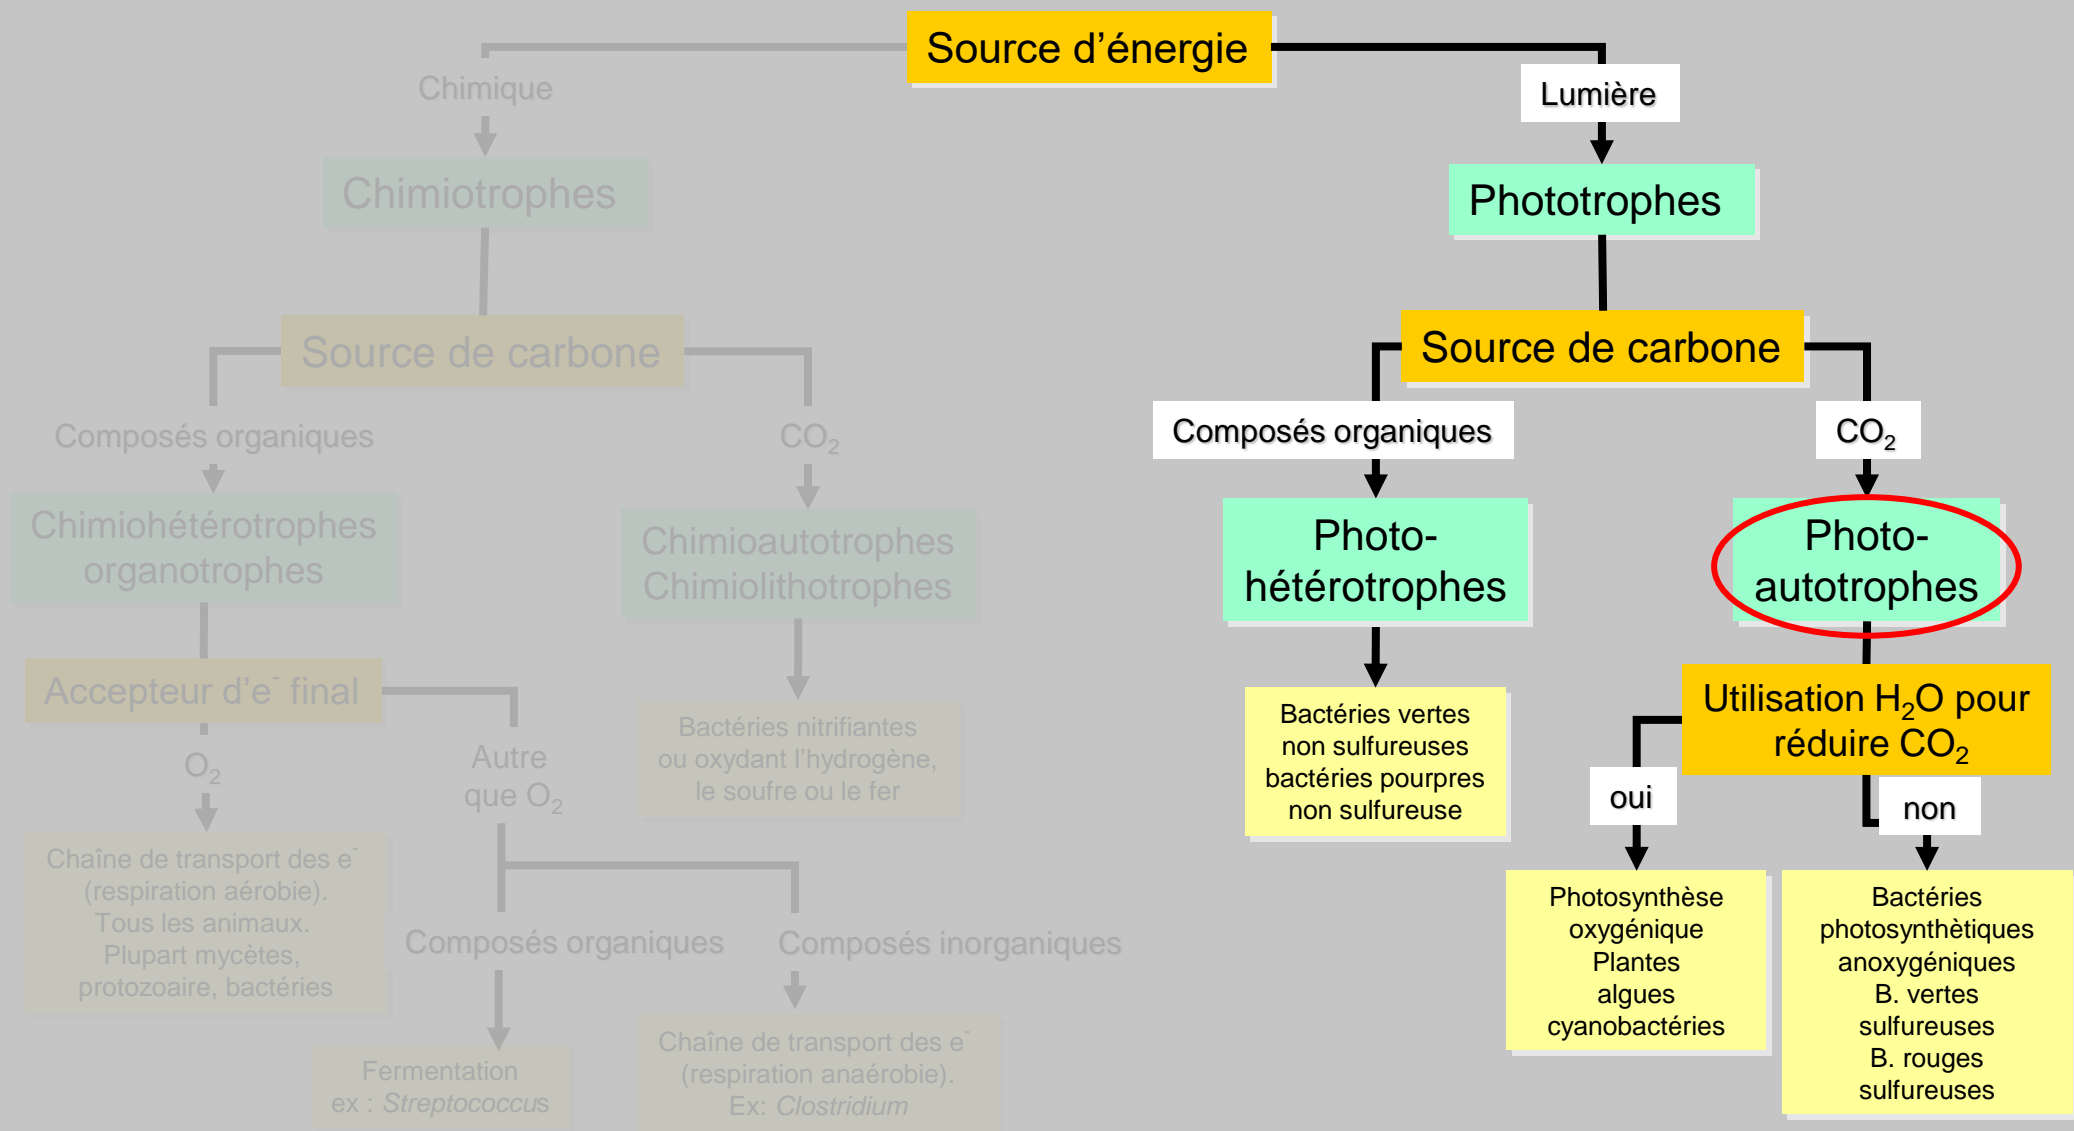 Source d’énergie
Chimique
Lumière
Chimiotrophes
Phototrophes
Source de carbone
Source de carbone
Composés organiques
CO₂
Composés organiques
CO₂
Chimiohétérotrophes
organotrophes
Chimioautotrophes
Chimiolithotrophes
Photo-
hétérotrophes
Photo-
autotrophes
Accepteur d’e⁻ final
O₂
Autre
que O₂
Bactéries nitrifiantes
ou oxydant l’hydrogène,
le soufre ou le fer
Bactéries vertes
non sulfureuses
bactéries pourpres
non sulfureuse
Utilisation H₂O pour
réduire CO₂
oui
non
Chaîne de transport des e⁻
(respiration aérobie).
Tous les animaux.
Plupart mycètes,
protozoaire, bactéries
Composés organiques
Composés inorganiques
Fermentation
ex : Streptococcus
Chaîne de transport des e⁻
(respiration anaérobie).
Ex: Clostridium
Photosynthèse
oxygénique
Plantes
algues
cyanobactéries
Bactéries
photosynthètiques
anoxygéniques
B. vertes
sulfureuses
B. rouges
sulfureuses